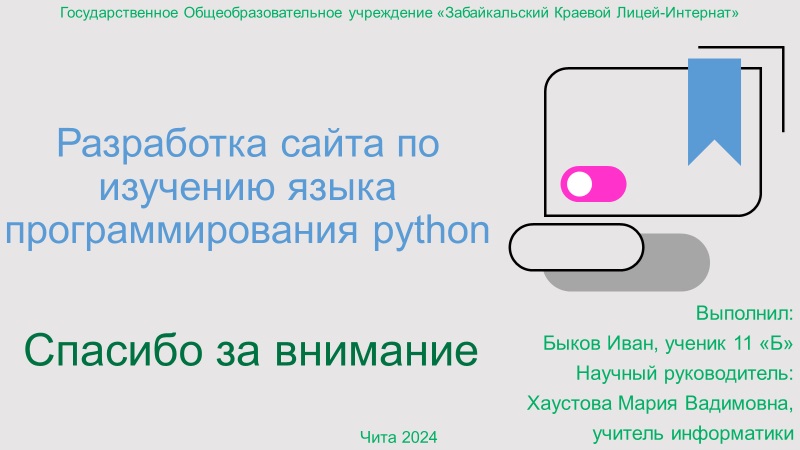 Государственное Общеобразовательное учреждение «Забайкальский Краевой Лицей-Интернат»
Разработка сайта по
изучению языка
программирования python
Спасибо за внимание
Выполнил:
Быков Иван, ученик 11 «Б»
Научный руководитель:
Хаустова Мария Вадимовна,
учитель информатики
Чита 2024